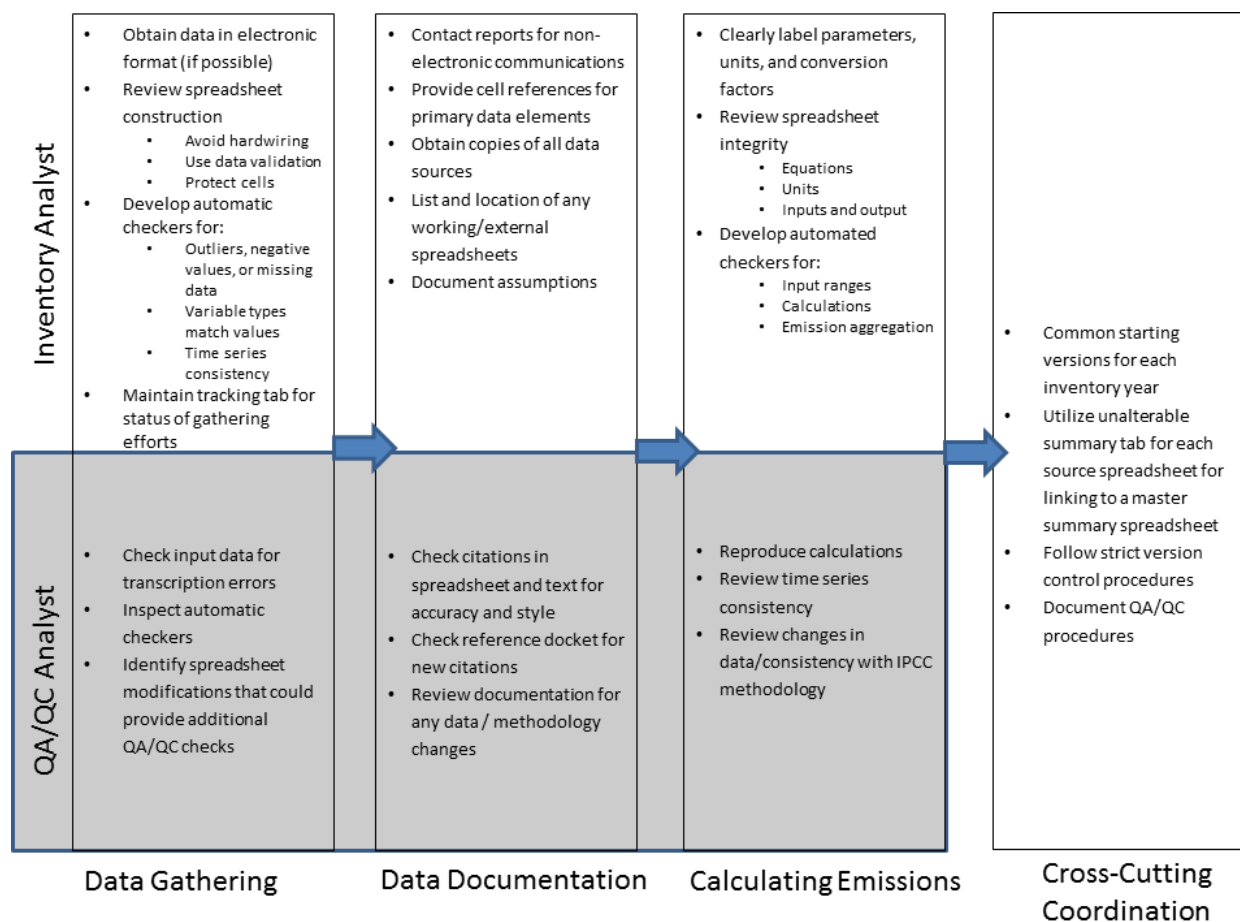 Inventory Analyst
• Obtain data in electronic
format (if possible)
• Review spreadsheet
construction
• Avoid hardwiring
• Use data validation
• Protect cells
• Develop automatic
checkers for:
• Outliers, negative
values, or missing
data
• Variable types
match values
• Time series
consistency
• Maintain tracking tab for
status of gathering
efforts
• Contact reports for non-
electronic communications
• Provide cell references for
primary data elements
• Obtain copies of all data
sources
• List and location of any
working/external
spreadsheets
• Document assumptions
• Clearly label parameters,
units, and conversion
factors
• Review spreadsheet
integrity
• Equations
• Units
• Inputs and output
• Develop automated
checkers for:
• Input ranges
• Calculations
• Emission aggregation
• Common starting
versions for each
inventory year
• Utilize unalterable
summary tab for each
source spreadsheet for
linking to a master
summary spreadsheet
• Follow strict version
control procedures
• Document QA/QC
procedures
QA/QC Analyst
• Check input data for
transcription errors
• Inspect automatic
checkers
• Identify spreadsheet
modifications that could
provide additional
QA/QC checks
• Check citations in
spreadsheet and text for
accuracy and style
• Check reference docket for
new citations
• Review documentation for
any data / methodology
changes
• Reproduce calculations
• Review time series
consistency
• Review changes in
data/consistency with IPCC
methodology
Data Gathering
Data Documentation
Calculating Emissions
Cross-Cutting
Coordination